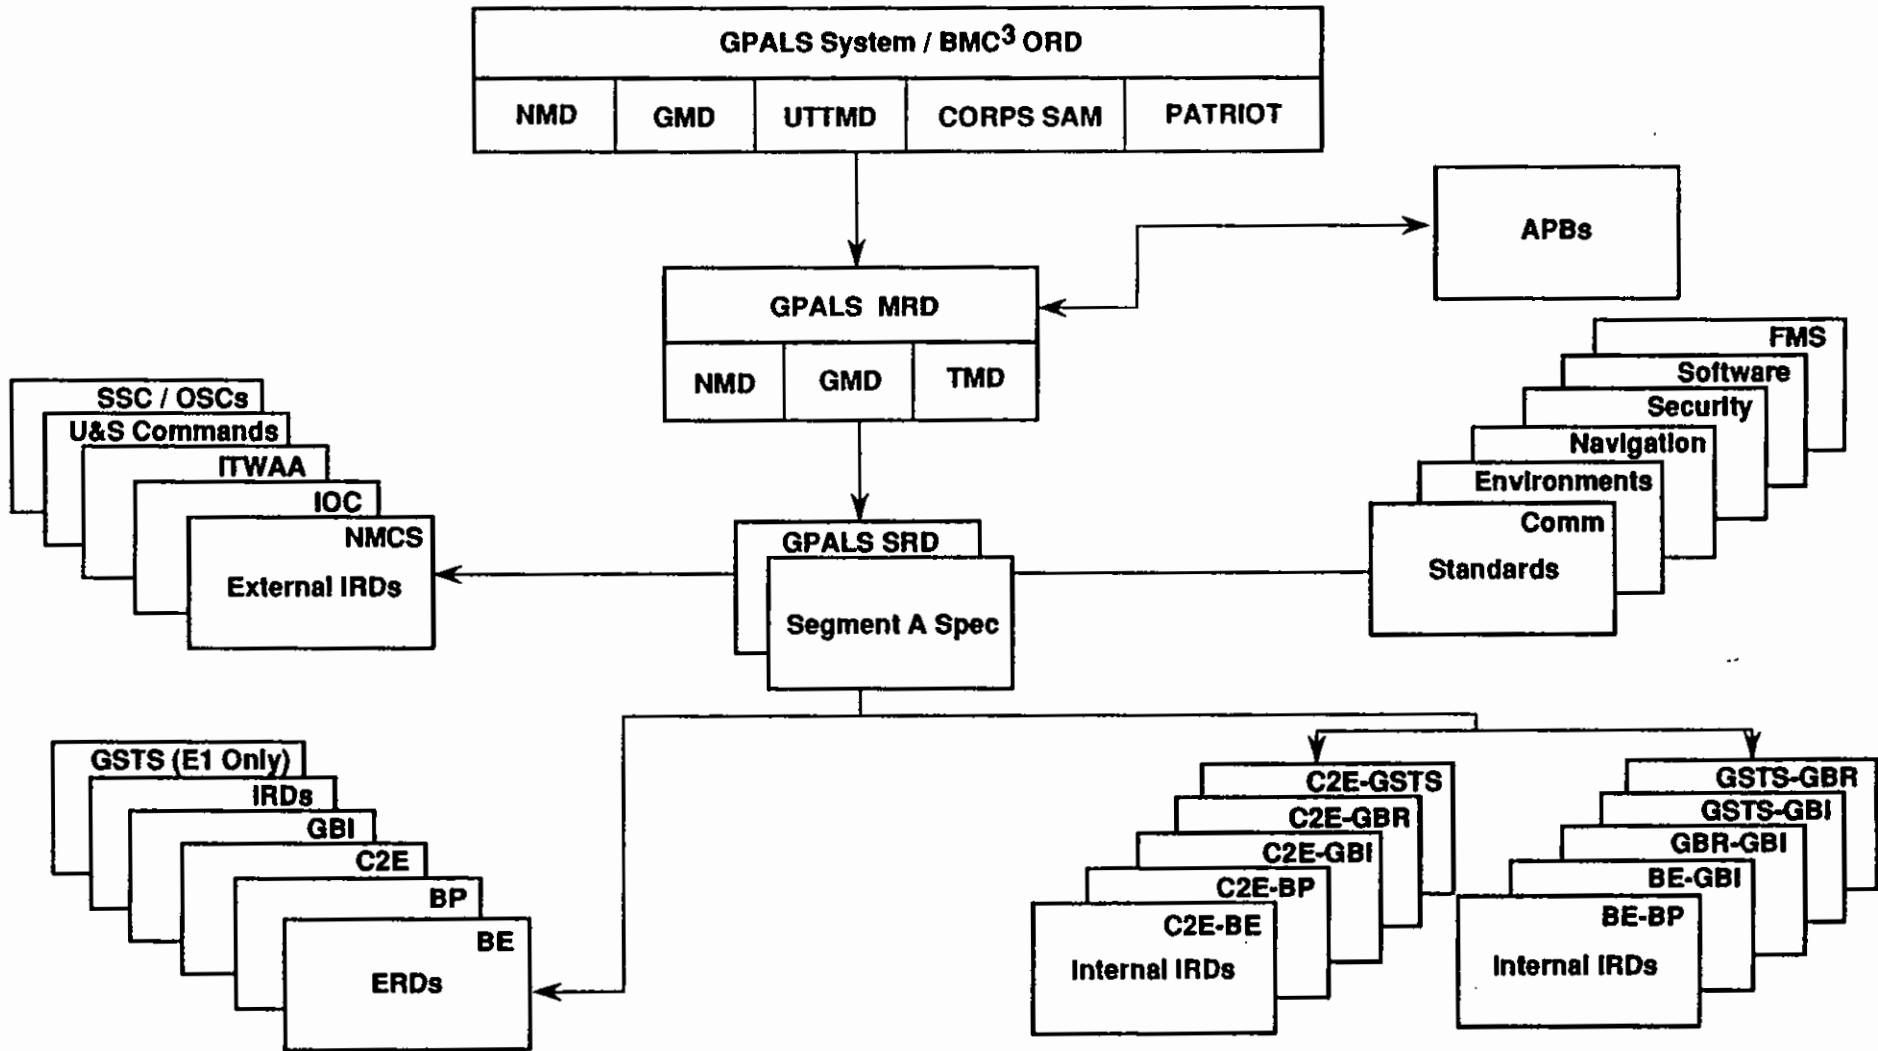 GPALS System / BMC³ ORD
NMD
GMD
UTTMD
CORPS SAM
PATRIOT
APBs
GPALS MRD
NMD
GMD
TMD
SSC / OSCs
U&S Commands
ITWAA
IOC
NMCS
External IRDs
GPALS SRD
Segment A Spec
FMS
Software
Security
Navigation
Environments
Comm
Standards
GSTS (E1 Only)
IRDs
GBI
C2E
BP
BE
ERDs
C2E-GSTS
C2E-GBR
C2E-GBI
C2E-BP
C2E-BE
Internal IRDs
GSTS-GBR
GSTS-GBI
GBR-GBI
BE-GBI
BE-BP
Internal IRDs